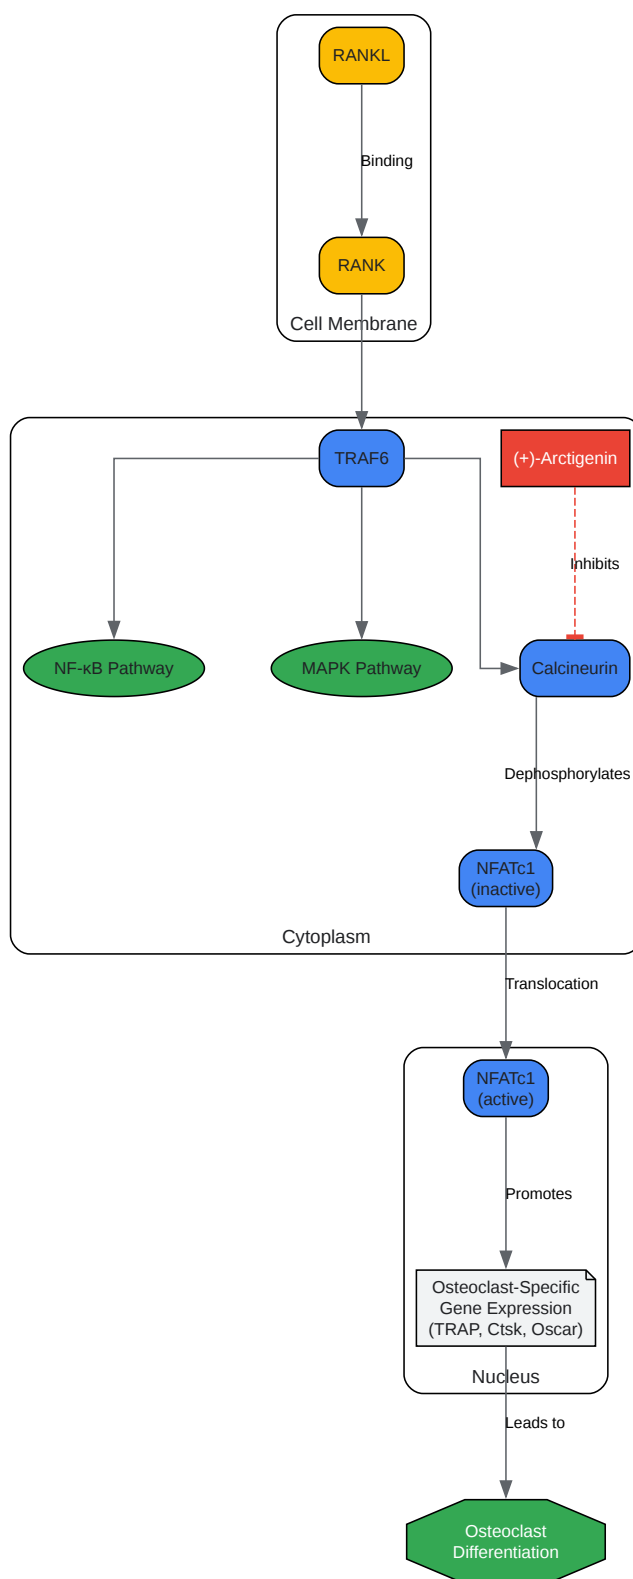 RANKL
Binding
RANK
Cell Membrane
TRAF6
(+)-Arctigenin
Inhibits
NF-κB Pathway
MAPK Pathway
Calcineurin
Dephosphorylates
NFATc1
(inactive)
Cytoplasm
Translocation
NFATc1
(active)
Promotes
Osteoclast-Specific
Gene Expression
(TRAP, Ctsk, Oscar)
Nucleus
Leads to
Osteoclast
Differentiation